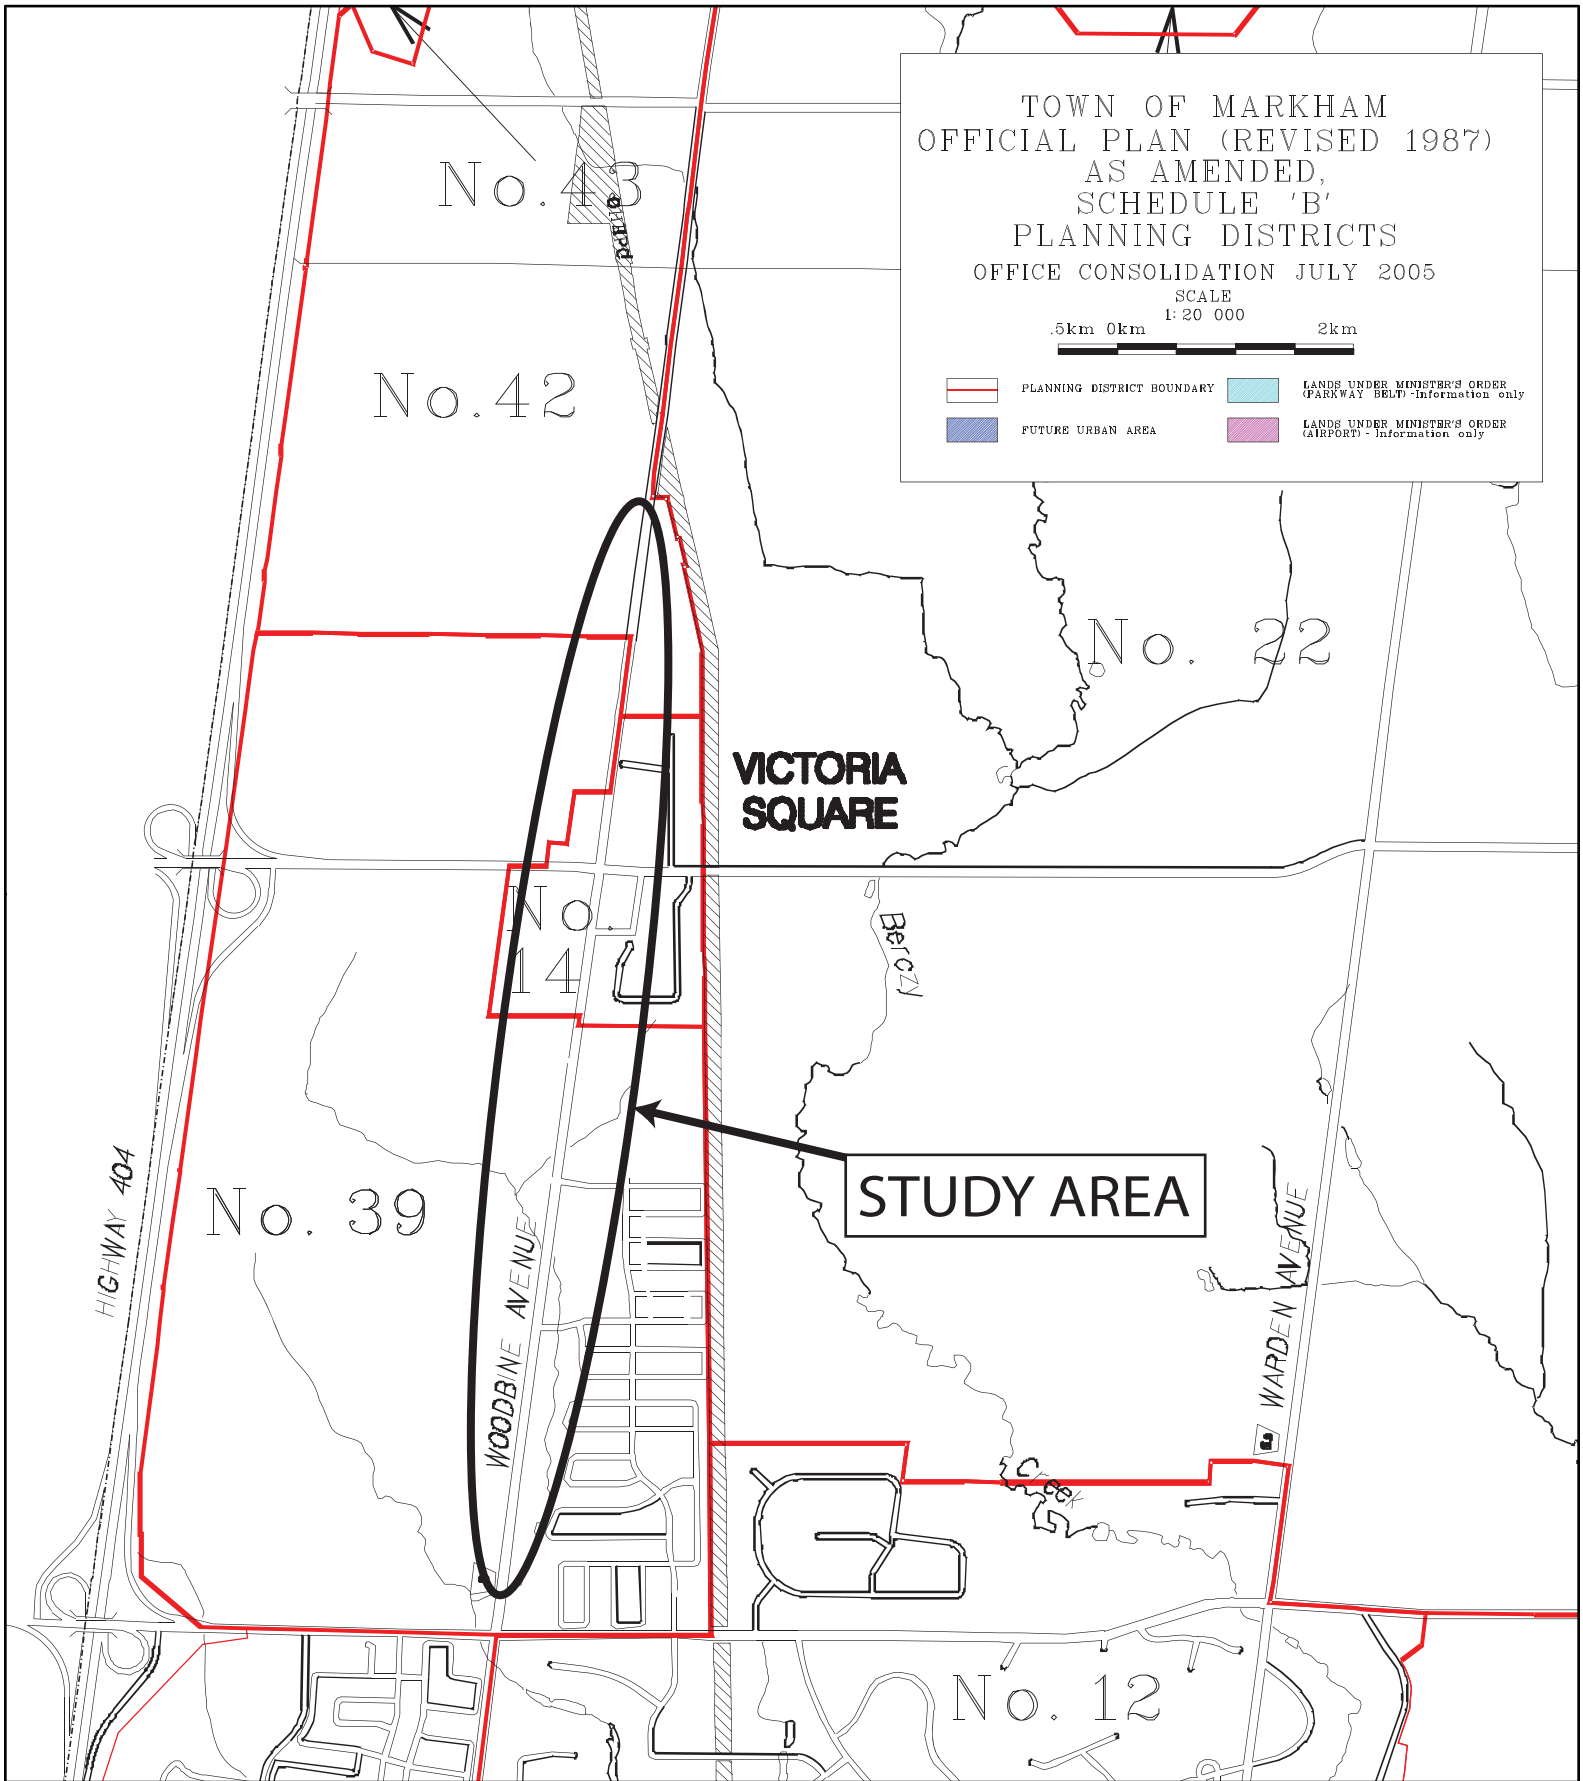 TOWN OF MARKHAM
OFFICIAL PLAN (REVISED 1987)
AS AMENDED,
SCHEDULE 'B'
PLANNING DISTRICTS
OFFICE CONSOLIDATION JULY 2005
SCALE
1: 20 000
.5km 0km 2km
PLANNING DISTRICT BOUNDARY
LANDS UNDER MINISTER'S ORDER
(PARKWAY BELT) - Information only
FUTURE URBAN AREA
LANDS UNDER MINISTER'S ORDER
(AIRPORT) - Information only
No. 43
No.42
No. 22
VICTORIA
SQUARE
No.
14
Berczy
HIGHWAY 404
No. 39
STUDY AREA
WOODBINE AVENUE
WARDEN AVENUE
Creek
No. 12